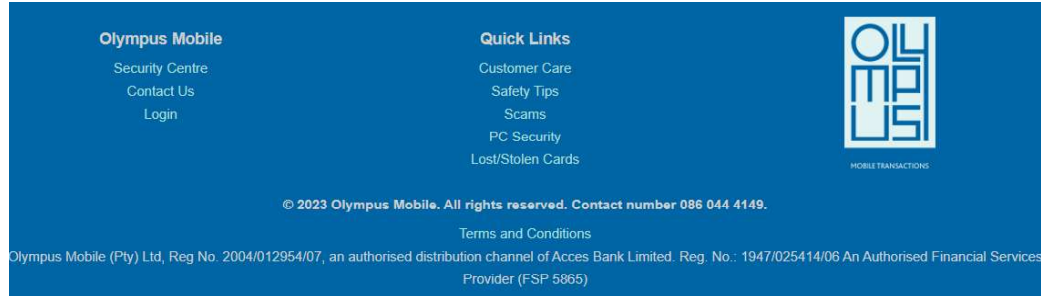 Olympus Mobile
Security Centre
Contact Us
Login
Quick Links
Customer Care
Safety Tips
Scams
PC Security
Lost/Stolen Cards
OLYMPUS
MOBILE TRANSACTIONS
© 2023 Olympus Mobile. All rights reserved. Contact number 086 044 4149.
Terms and Conditions
Olympus Mobile (Pty) Ltd, Reg No. 2004/012954/07, an authorised distribution channel of Acces Bank Limited. Reg. No.: 1947/025414/06 An Authorised Financial Services
Provider (FSP 5865)